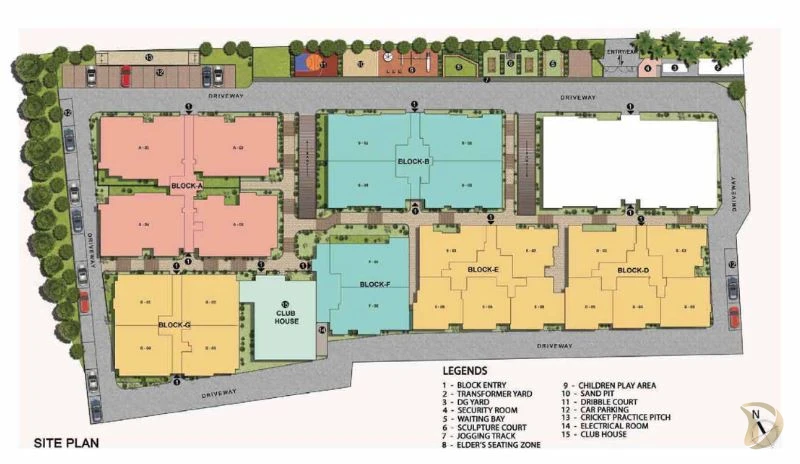 ENTRY/EXIT
DRIVEWAY
DRIVEWAY
BLOCK-A
BLOCK-B
DRIVEWAY
DRIVEWAY
BLOCK-E
BLOCK-D
BLOCK-F
BLOCK-G
15
CLUB
HOUSE
14
DRIVEWAY
DRIVEWAY
LEGENDS
1 - BLOCK ENTRY
2 - TRANSFORMER YARD
3 - DG YARD
4 - SECURITY ROOM
5 - WAITING BAY
6 - SCULPTURE COURT
7 - JOGGING TRACK
8 - ELDER'S SEATING ZONE
9 - CHILDREN PLAY AREA
10 - SAND PIT
11 - DRIBBLE COURT
12 - CAR PARKING
13 - CRICKET PRACTICE PITCH
14 - ELECTRICAL ROOM
15 - CLUB HOUSE
N
SITE PLAN